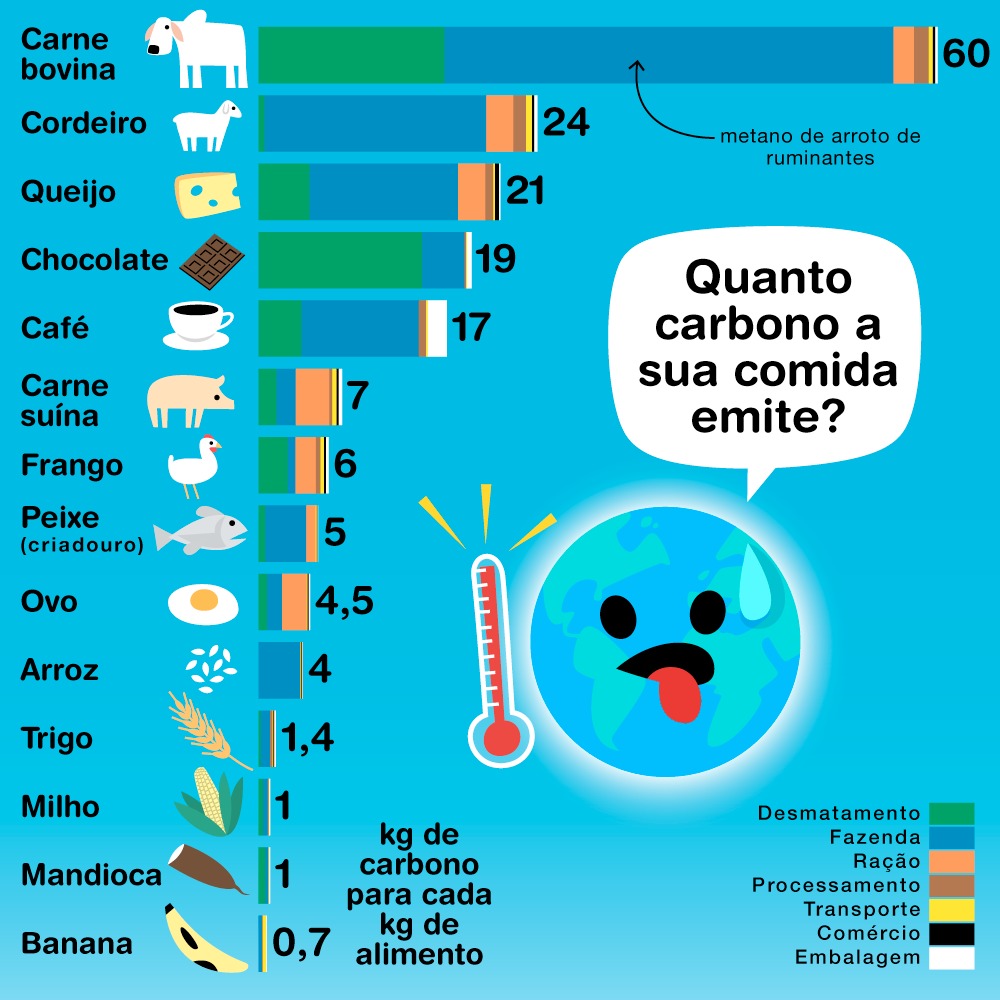 Carne
bovina
60
Cordeiro
24
metano de arroto de
ruminantes
Queijo
21
Chocolate
19
Quanto
carbono a
sua comida
emite?
Café
17
Carne
suína
7
Frango
6
Peixe
(criadouro)
5
Ovo
4,5
Arroz
4
Trigo
1,4
Milho
1
Mandioca
1
Banana
0,7
kg de
carbono
para cada
kg de
alimento
Desmatamento
Fazenda
Ração
Processamento
Transporte
Comércio
Embalagem